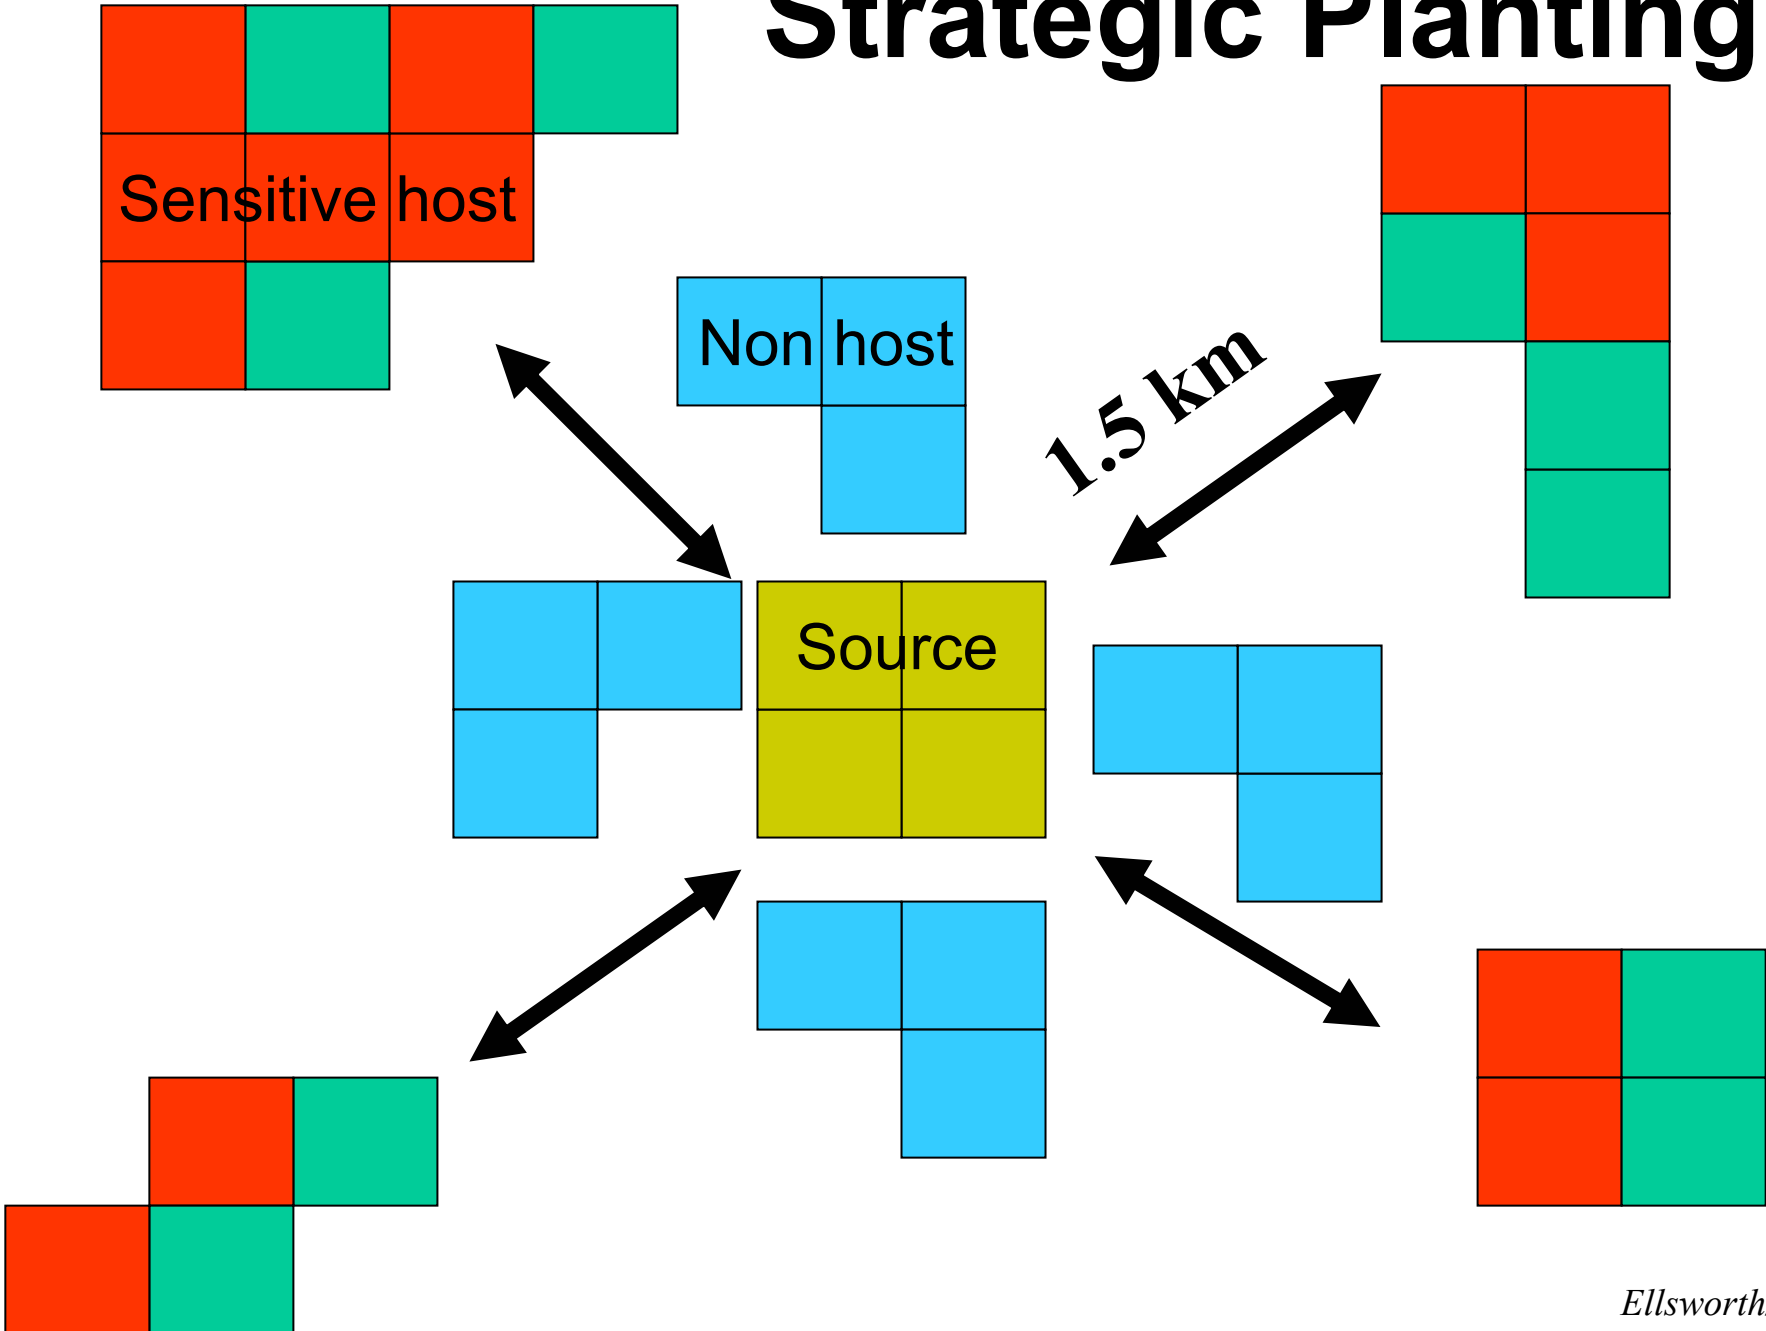 Strategic Planting
Sensitive host
Non host
1.5 km
Source
Ellsworth